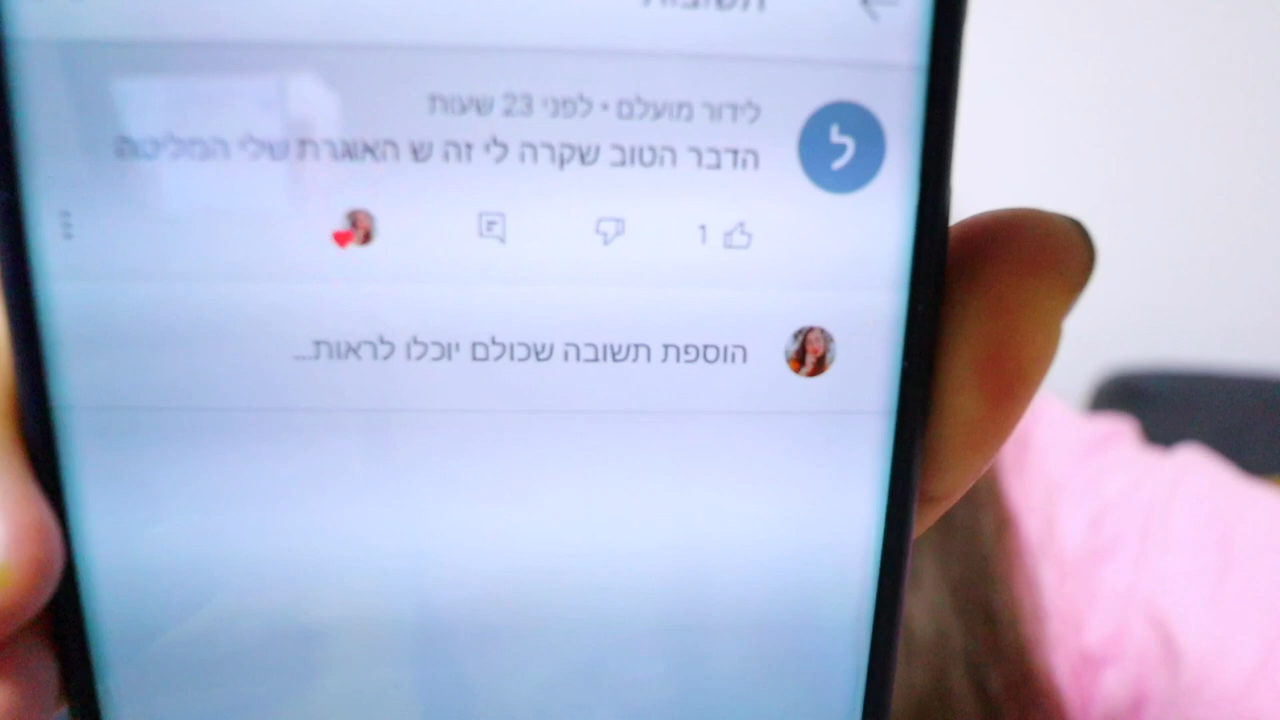 תשובות
לידור מועלם • לפני 23 שעות
ל
הדבר הטוב שקרה לי זה ש האוגרת שלי המליטה
1
הוספת תשובה שכולם יוכלו לראות...